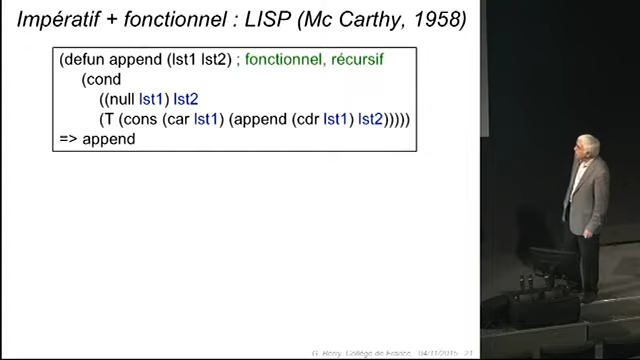 Impératif + fonctionnel : LISP (Mc Carthy, 1958)
(defun append (lst1 lst2) ; fonctionnel, récursif
(cond
((null lst1) lst2
(T (cons (car lst1) (append (cdr lst1) lst2)))))
=> append
G. Berry, Collège de France, 04/11/2015 21